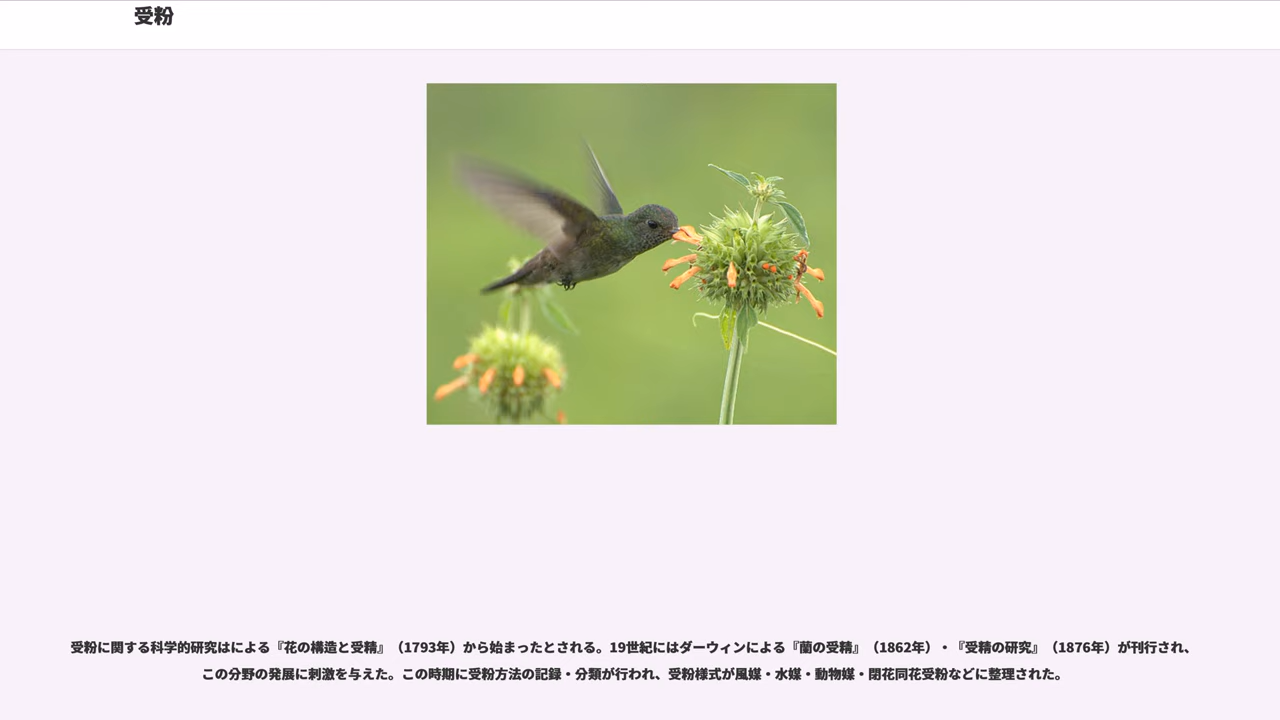 受粉
受粉に関する科学的研究はによる『花の構造と受精』（1793年）から始まったとされる。19世紀にはダーウィンによる『蘭の受精』（1862年）・『受精の研究』（1876年）が刊行され、
この分野の発展に刺激を与えた。この時期に受粉方法の記録・分類が行われ、受粉様式が風媒・水媒・動物媒・閉花同花受粉などに整理された。